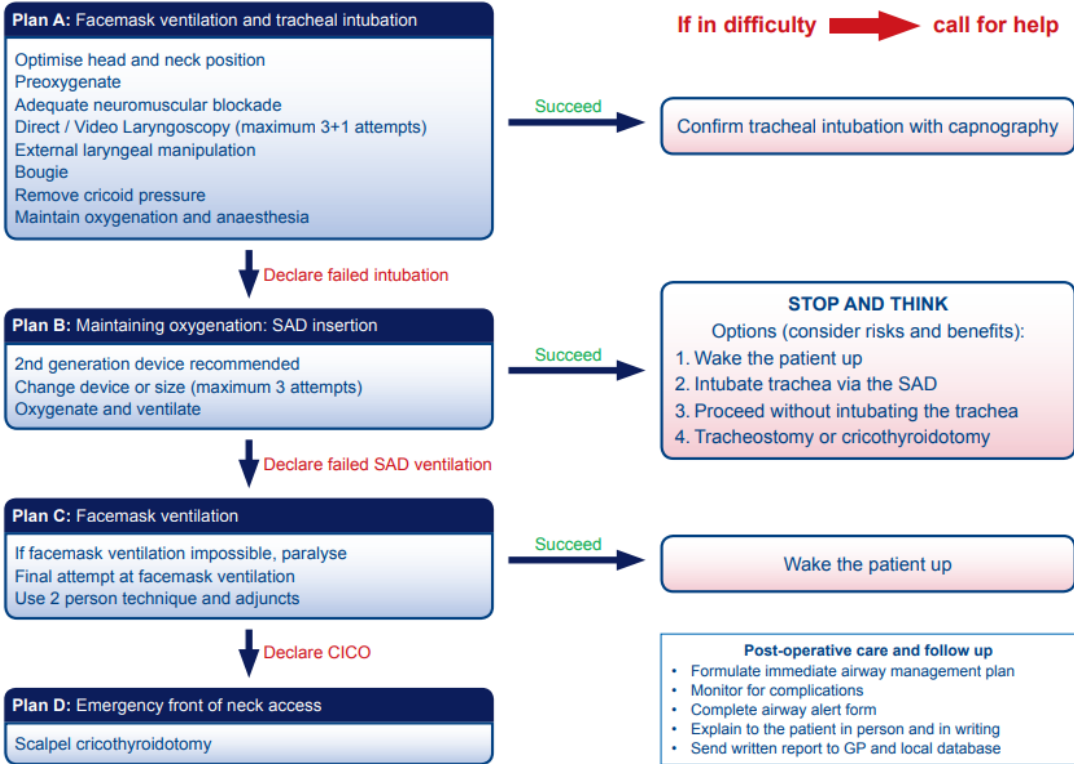 Plan A: Facemask ventilation and tracheal intubation
Optimise head and neck position
Preoxygenate
Adequate neuromuscular blockade
Direct / Video Laryngoscopy (maximum 3+1 attempts)
External laryngeal manipulation
Bougie
Remove cricoid pressure
Maintain oxygenation and anaesthesia
If in difficulty call for help
Succeed
Confirm tracheal intubation with capnography
Declare failed intubation
Plan B: Maintaining oxygenation: SAD insertion
2nd generation device recommended
Change device or size (maximum 3 attempts)
Oxygenate and ventilate
Succeed
STOP AND THINK
Options (consider risks and benefits):
1. Wake the patient up
2. Intubate trachea via the SAD
3. Proceed without intubating the trachea
4. Tracheostomy or cricothyroidotomy
Declare failed SAD ventilation
Plan C: Facemask ventilation
If facemask ventilation impossible, paralyse
Final attempt at facemask ventilation
Use 2 person technique and adjuncts
Succeed
Wake the patient up
Declare CICO
Plan D: Emergency front of neck access
Scalpel cricothyroidotomy
Post-operative care and follow up
• Formulate immediate airway management plan
• Monitor for complications
• Complete airway alert form
• Explain to the patient in person and in writing
• Send written report to GP and local database